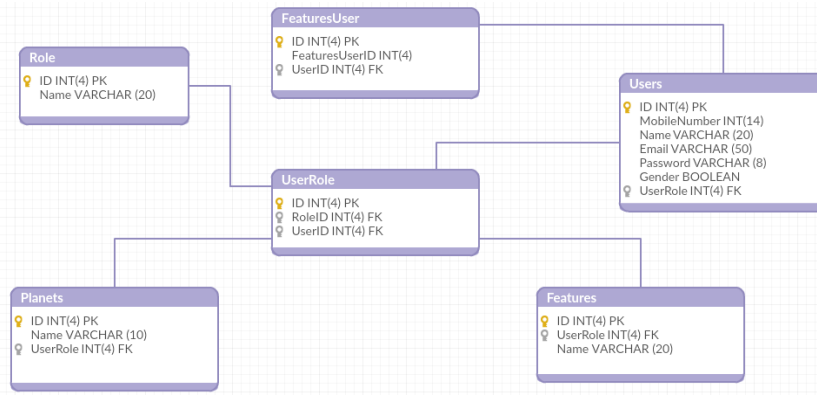 FeaturesUser
ID INT(4) PK
FeaturesUserID INT(4)
UserID INT(4) FK
Role
ID INT(4) PK
Name VARCHAR (20)
Users
ID INT(4) PK
MobileNumber INT(14)
Name VARCHAR (20)
Email VARCHAR (50)
Password VARCHAR (8)
Gender BOOLEAN
UserRole INT(4) FK
UserRole
ID INT(4) PK
RoleID INT(4) FK
UserID INT(4) FK
Planets
ID INT(4) PK
Name VARCHAR (10)
UserRole INT(4) FK
Features
ID INT(4) PK
UserRole INT(4) FK
Name VARCHAR (20)